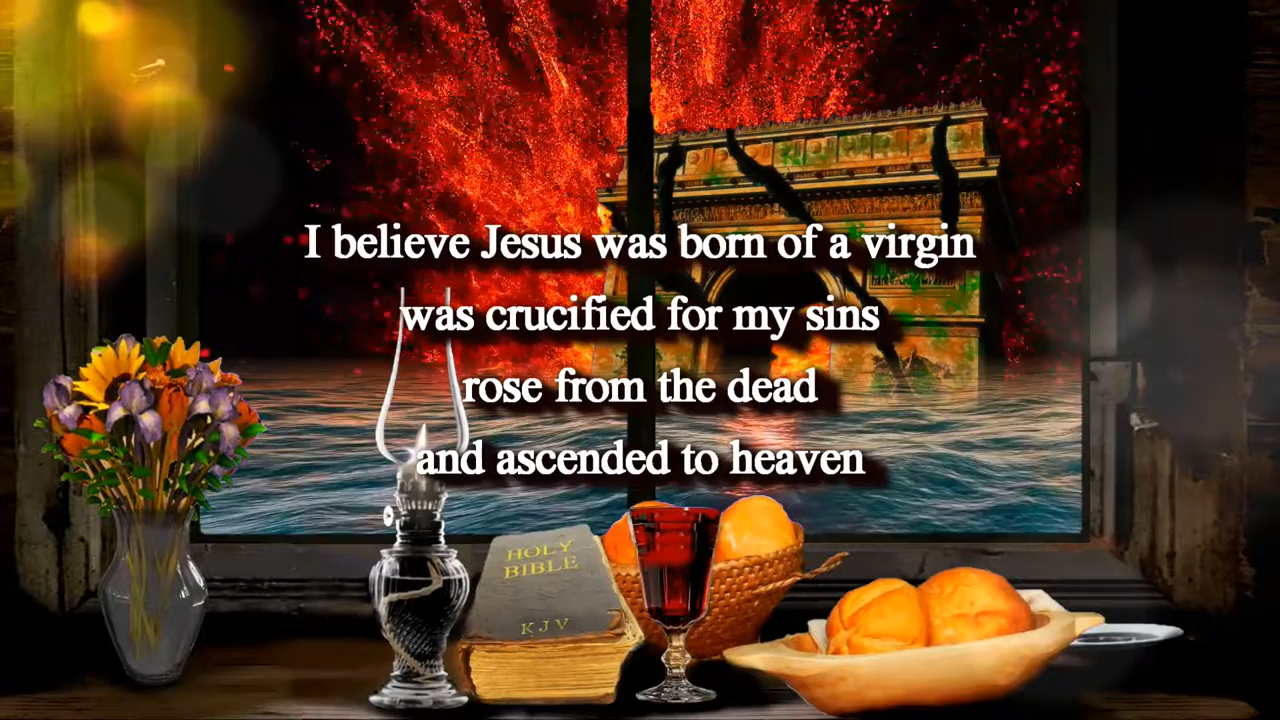 I believe Jesus was born of a virgin
was crucified for my sins
rose from the dead
and ascended to heaven
HOLY
BIBLE
KJV